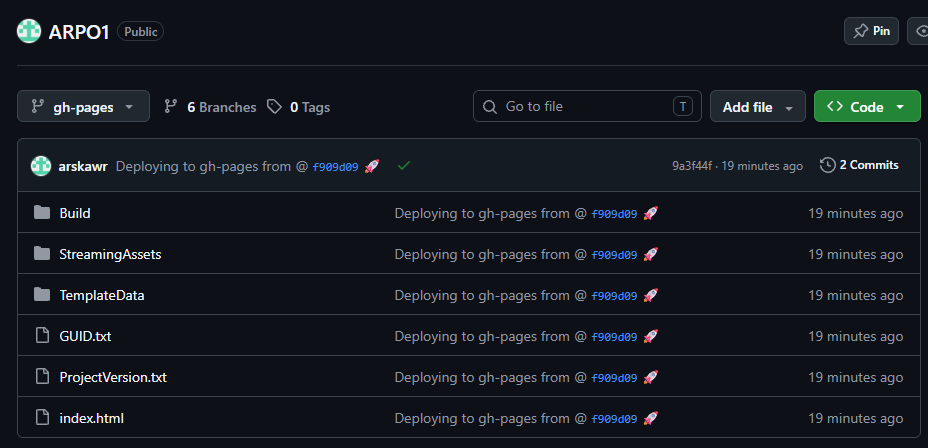 ARPO1 Public Pin
gh-pages 6 Branches 0 Tags Go to file T Add file Code
arskawr Deploying to gh-pages from @ f909d09 🚀 9a3f44f · 19 minutes ago 2 Commits
Build Deploying to gh-pages from @ f909d09 🚀 19 minutes ago
StreamingAssets Deploying to gh-pages from @ f909d09 🚀 19 minutes ago
TemplateData Deploying to gh-pages from @ f909d09 🚀 19 minutes ago
GUID.txt Deploying to gh-pages from @ f909d09 🚀 19 minutes ago
ProjectVersion.txt Deploying to gh-pages from @ f909d09 🚀 19 minutes ago
index.html Deploying to gh-pages from @ f909d09 🚀 19 minutes ago